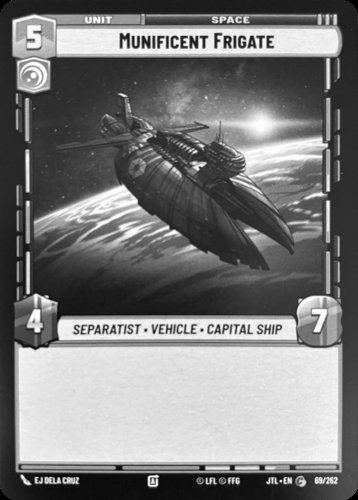 UNIT SPACE
5 MUNIFICENT FRIGATE
4 7
SEPARATIST • VEHICLE • CAPITAL SHIP
EJ DELA CRUZ © LFL © FFG JTL • EN C 69/262